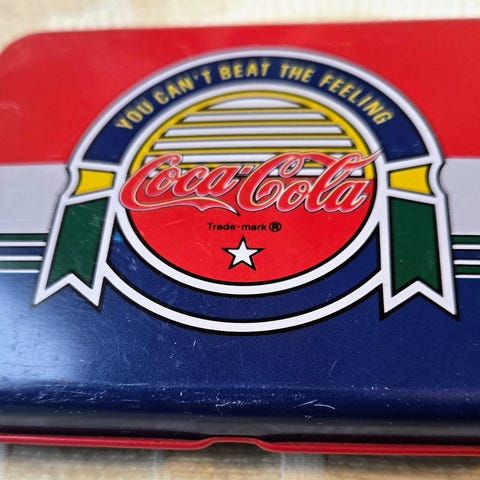 YOU CAN'T BEAT THE FEELING
Coca-Cola
Trade-mark ®